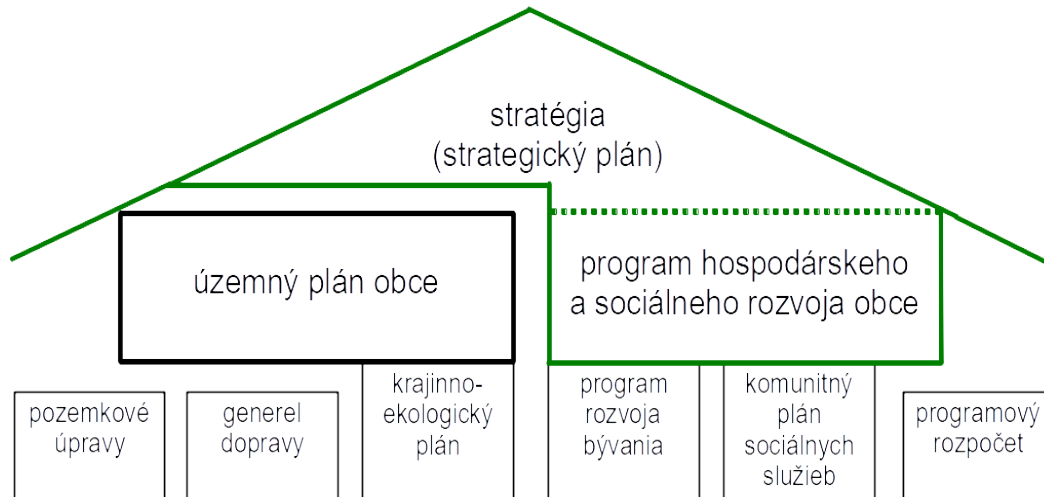 stratégia
(strategický plán)
územný plán obce
program hospodárskeho
a sociálneho rozvoja obce
pozemkové
úpravy
generel
dopravy
krajinno-
ekologický
plán
program
rozvoja
bývania
komunitný
plán
sociálnych
služieb
programový
rozpočet